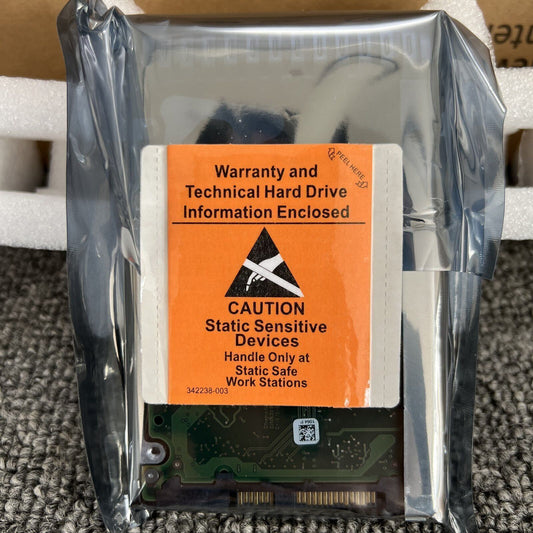 PEEL HERE
Warranty and
Technical Hard Drive
Information Enclosed
CAUTION
Static Sensitive
Devices
Handle Only at
Static Safe
Work Stations
342238-003